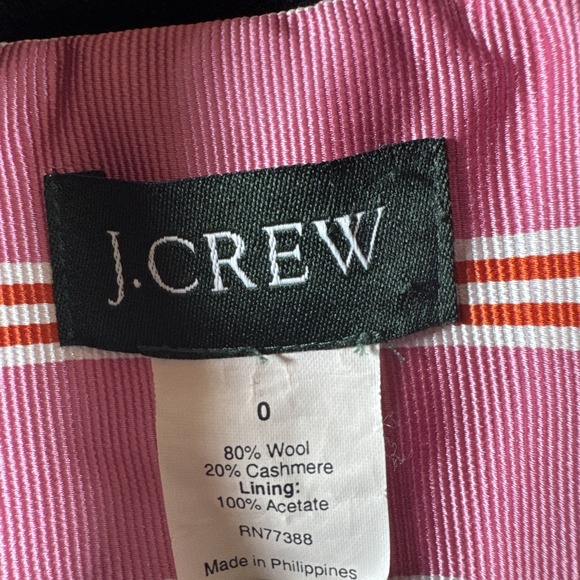 J.CREW
0
80% Wool
20% Cashmere
Lining:
100% Acetate
RN77388
Made in Philippines